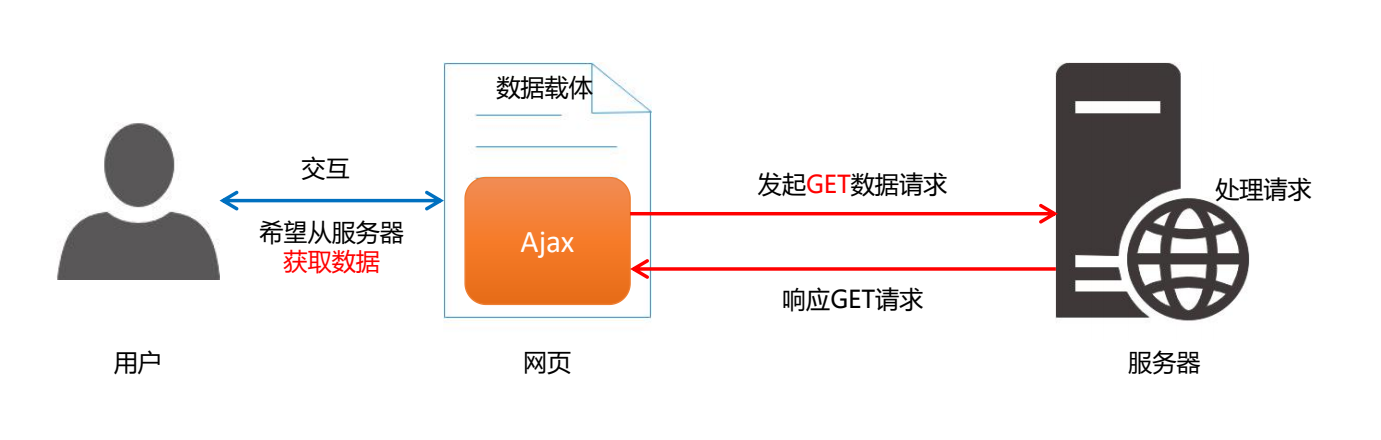 数据载体
交互
希望从服务器
获取数据
Ajax
发起GET数据请求
响应GET请求
处理请求
用户
网页
服务器